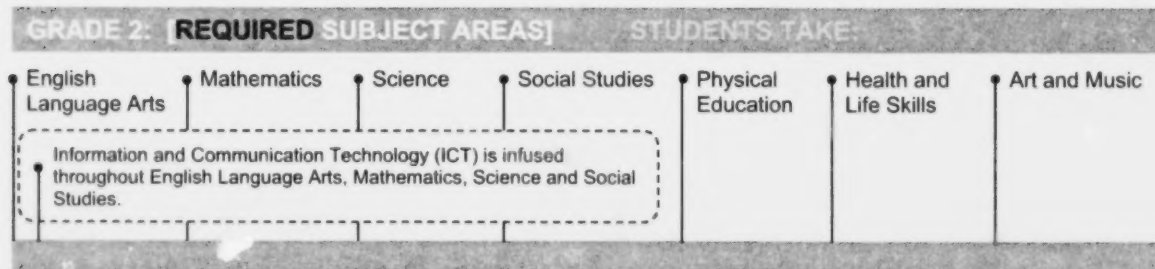 GRADE 2: [REQUIRED SUBJECT AREAS] STUDENTS TAKE:
English
Language Arts
Mathematics
Science
Social Studies
Physical
Education
Health and
Life Skills
Art and Music
Information and Communication Technology (ICT) is infused
throughout English Language Arts, Mathematics, Science and Social
Studies.